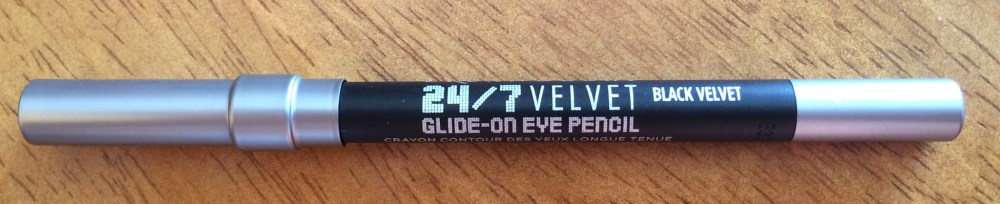 24/7 VELVET BLACK VELVET
GLIDE-ON EYE PENCIL
CRAYON CONTOUR DES YEUX LONGUE TENUE